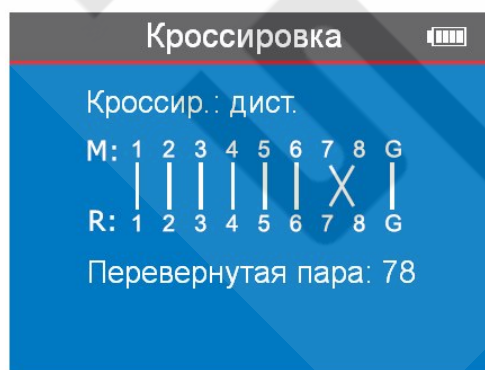 Кроссировка
Кроссир.: дист.
M: 1 2 3 4 5 6 7 8 G
R: 1 2 3 4 5 6 7 8 G
Перевернутая пара: 78